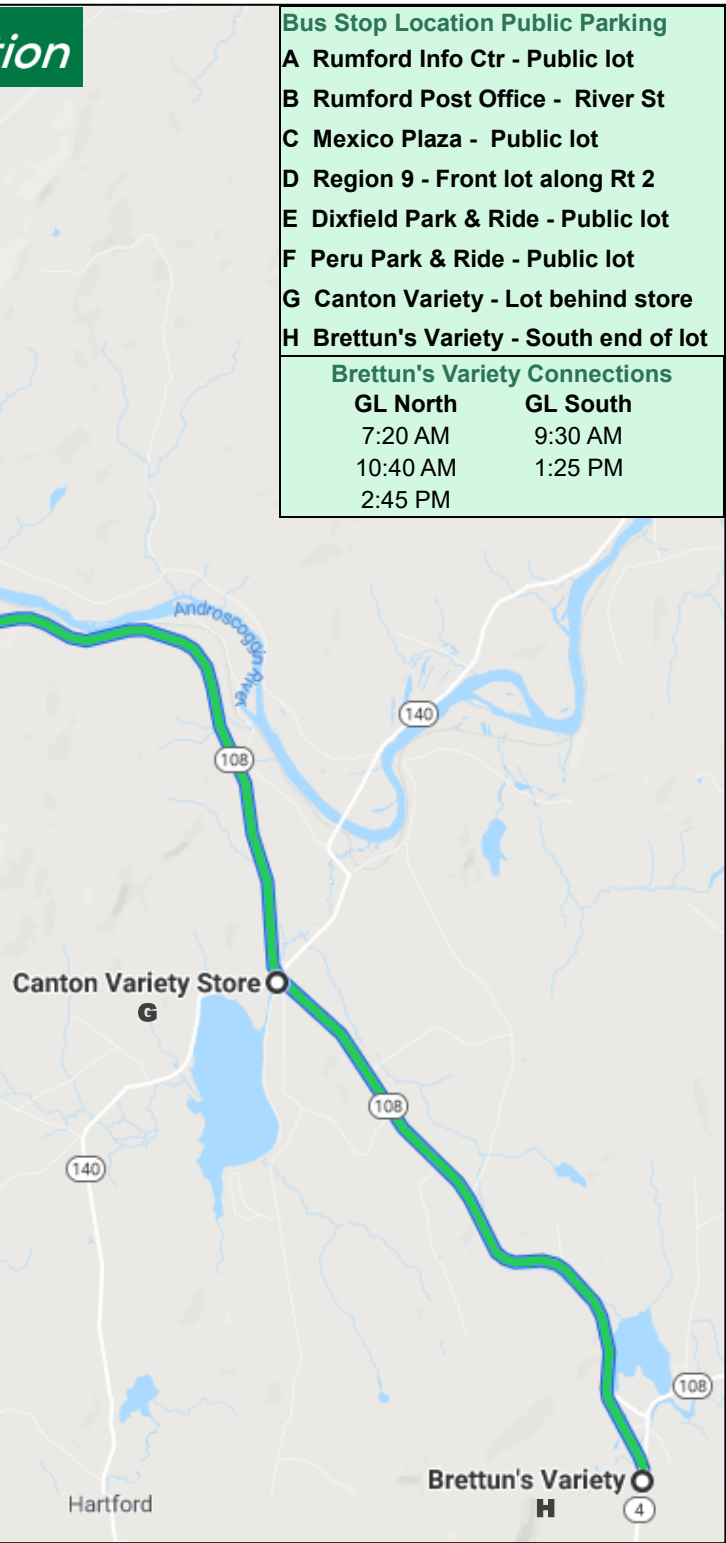 tion
Bus Stop Location Public Parking
A Rumford Info Ctr - Public lot
B Rumford Post Office - River St
C Mexico Plaza - Public lot
D Region 9 - Front lot along Rt 2
E Dixfield Park & Ride - Public lot
F Peru Park & Ride - Public lot
G Canton Variety - Lot behind store
H Brettun's Variety - South end of lot
Brettun's Variety Connections
GL North GL South
7:20 AM 9:30 AM
10:40 AM 1:25 PM
2:45 PM
Androscoggin River
140
108
Canton Variety Store
G
108
140
108
Brettun's Variety
H
4
Hartford